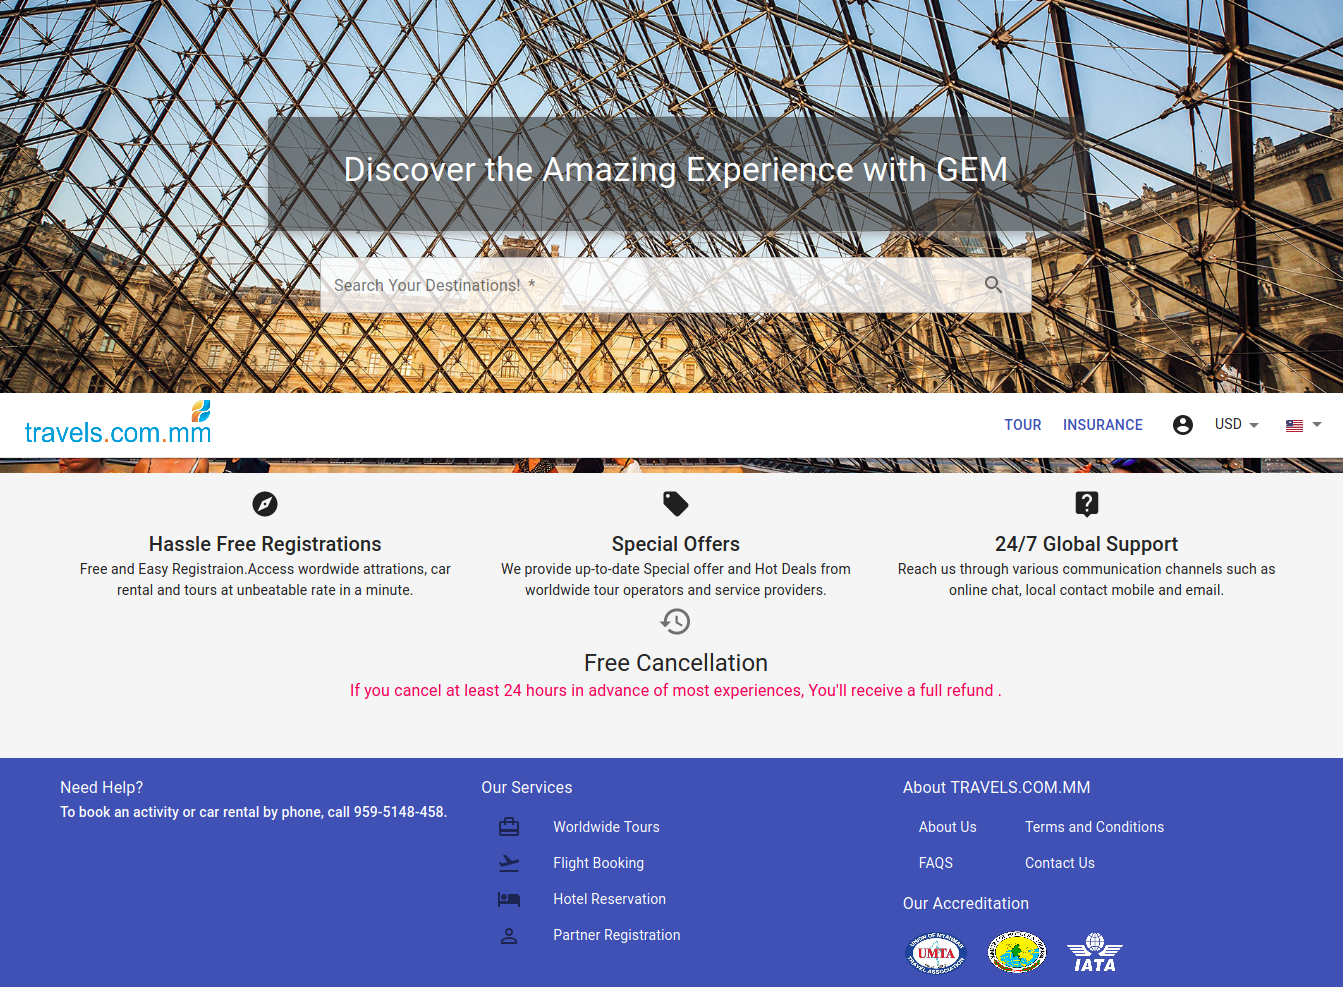 Discover the Amazing Experience with GEM
Search Your Destinations! *
travels.com.mm
TOUR INSURANCE USD
Hassle Free Registrations
Free and Easy Registraion.Access wordwide attrations, car
rental and tours at unbeatable rate in a minute.
Special Offers
We provide up-to-date Special offer and Hot Deals from
worldwide tour operators and service providers.
24/7 Global Support
Reach us through various communication channels such as
online chat, local contact mobile and email.
Free Cancellation
If you cancel at least 24 hours in advance of most experiences, You'll receive a full refund .
Need Help?
To book an activity or car rental by phone, call 959-5148-458.
Our Services
Worldwide Tours
Flight Booking
Hotel Reservation
Partner Registration
About TRAVELS.COM.MM
About Us Terms and Conditions
FAQS Contact Us
Our Accreditation
UNION OF MYANMAR
UMTA
TRAVEL ASSOCIATION
IATA